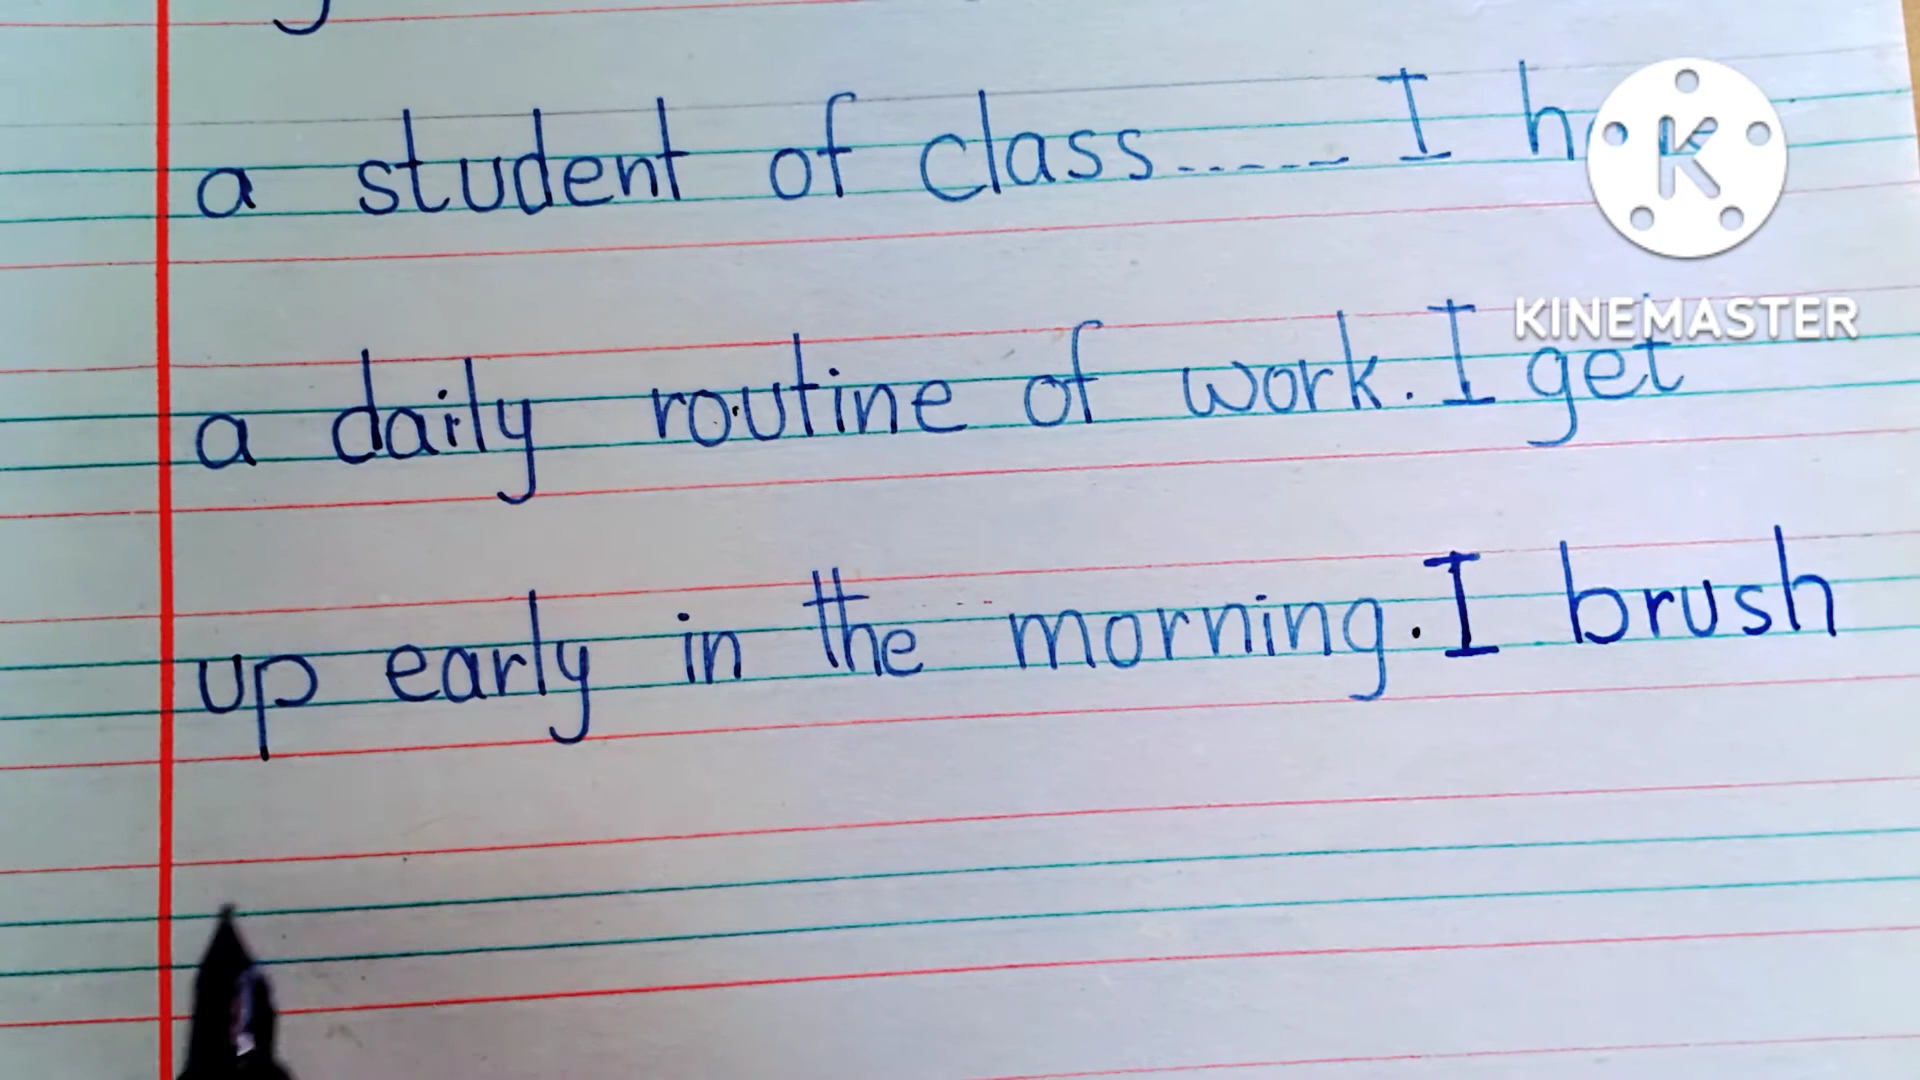 a student of class..... I
K
KINEMASTER
a daily routine of work. I get
up early in the morning. I brush